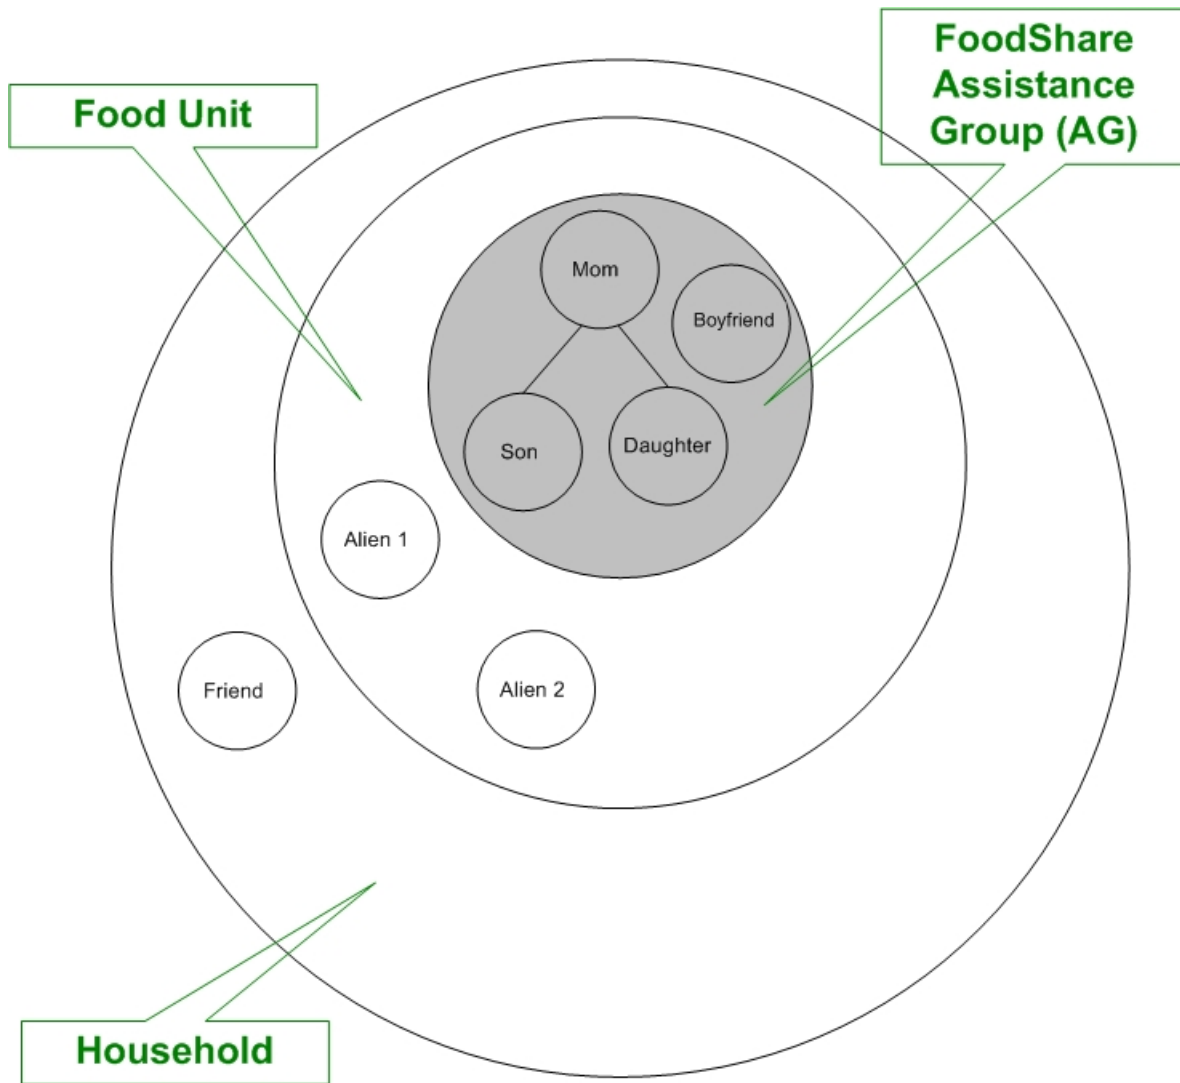 FoodShare
Assistance
Group (AG)
Food Unit
Mom
Boyfriend
Son
Daughter
Alien 1
Friend
Alien 2
Household